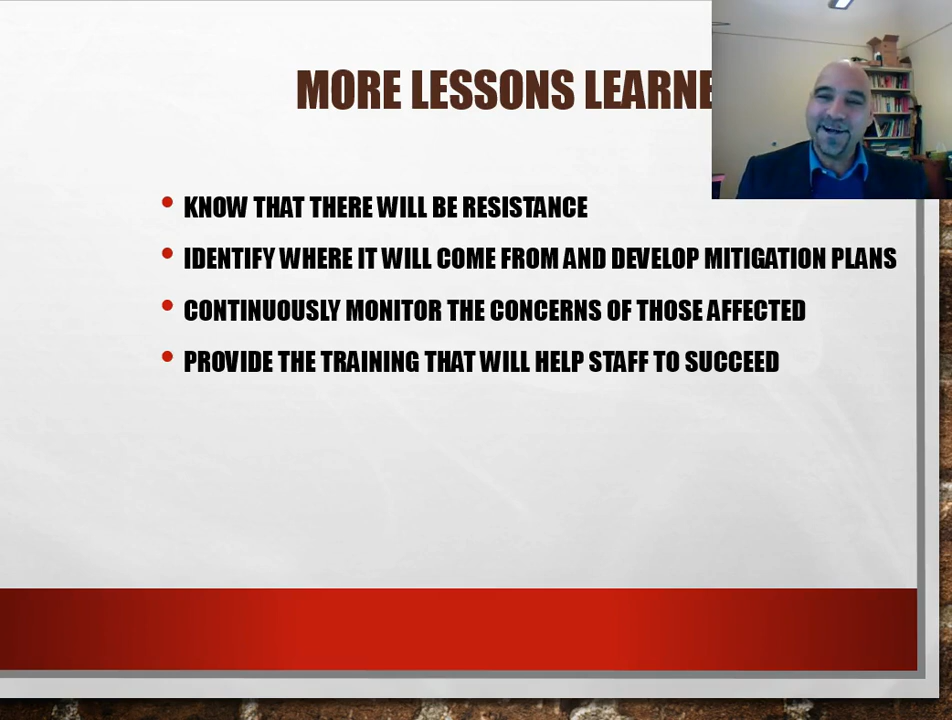 MORE LESSONS LEARNE
• KNOW THAT THERE WILL BE RESISTANCE
• IDENTIFY WHERE IT WILL COME FROM AND DEVELOP MITIGATION PLANS
• CONTINUOUSLY MONITOR THE CONCERNS OF THOSE AFFECTED
• PROVIDE THE TRAINING THAT WILL HELP STAFF TO SUCCEED